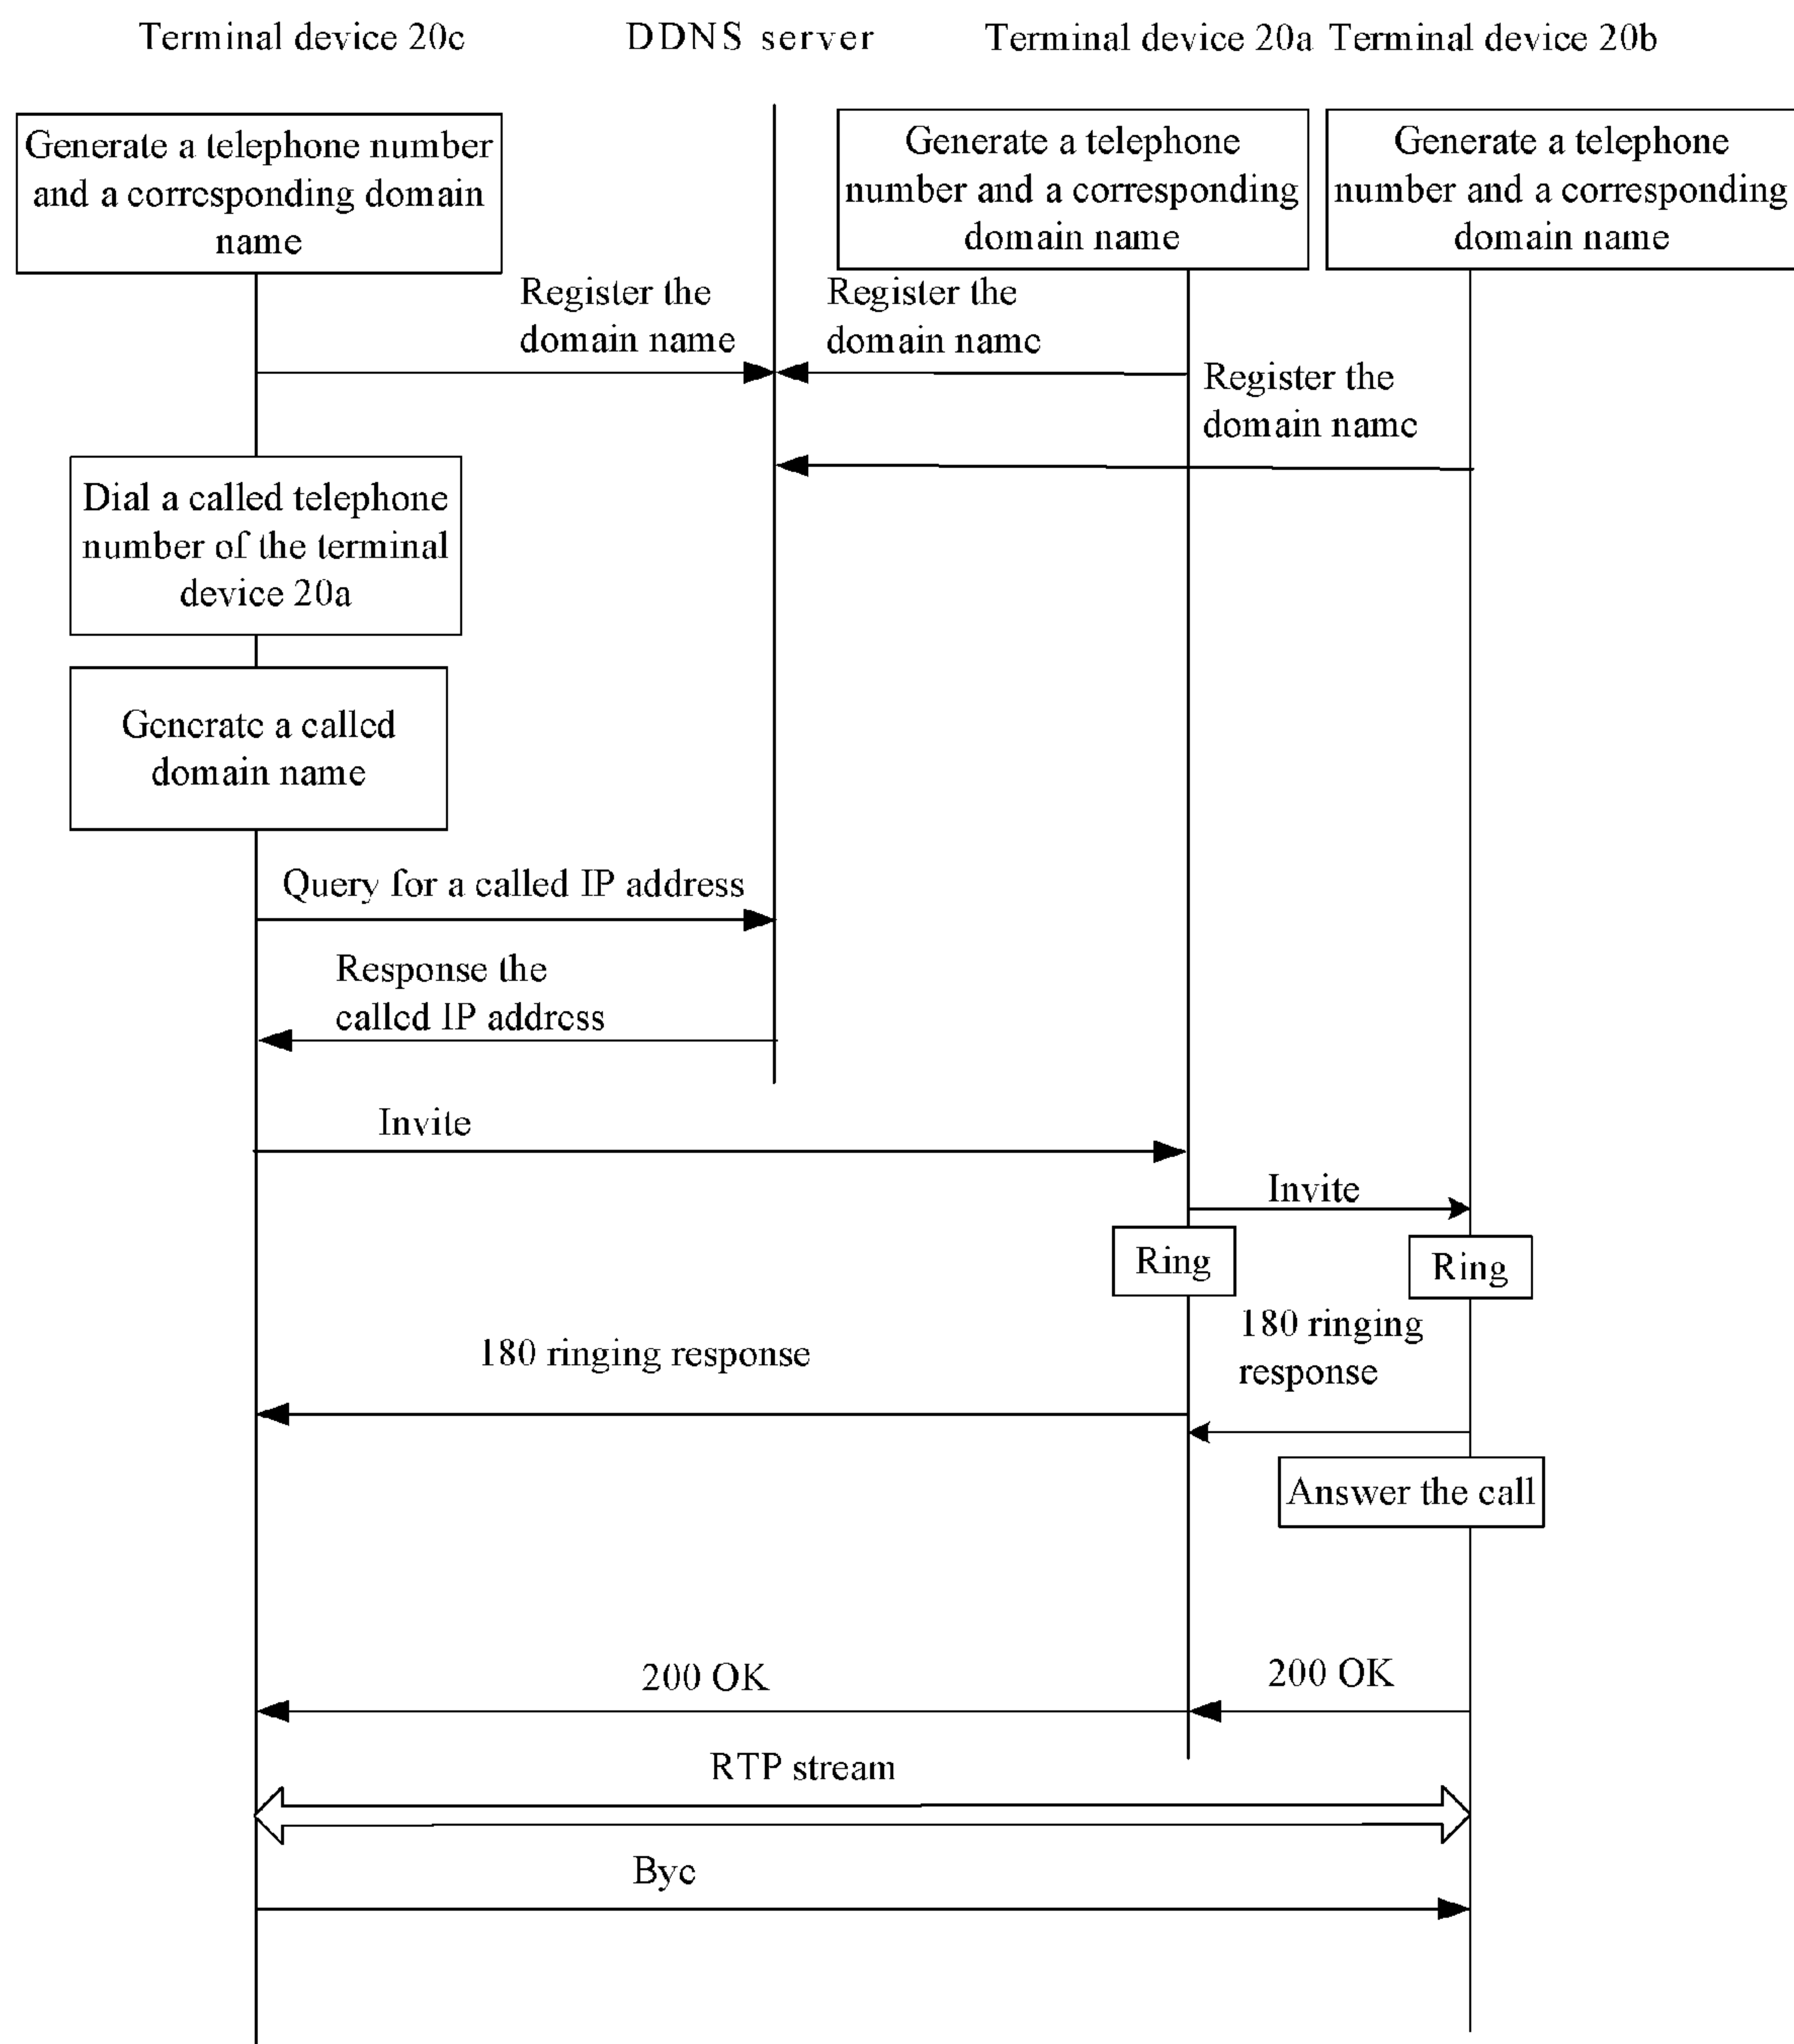 Terminal device 20c
DDNS server
Terminal device 20a
Terminal device 20b
Generate a telephone number
and a corresponding domain
name
Generate a telephone
number and a corresponding
domain name
Generate a telephone
number and a corresponding
domain name
Register the
domain name
Register the
domain name
Register the
domain name
Dial a called telephone
number of the terminal
device 20a
Generate a called
domain name
Query for a called IP address
Response the
called IP address
Invite
Invite
Ring
Ring
180 ringing response
180 ringing
response
Answer the call
200 OK
200 OK
RTP stream
Bye